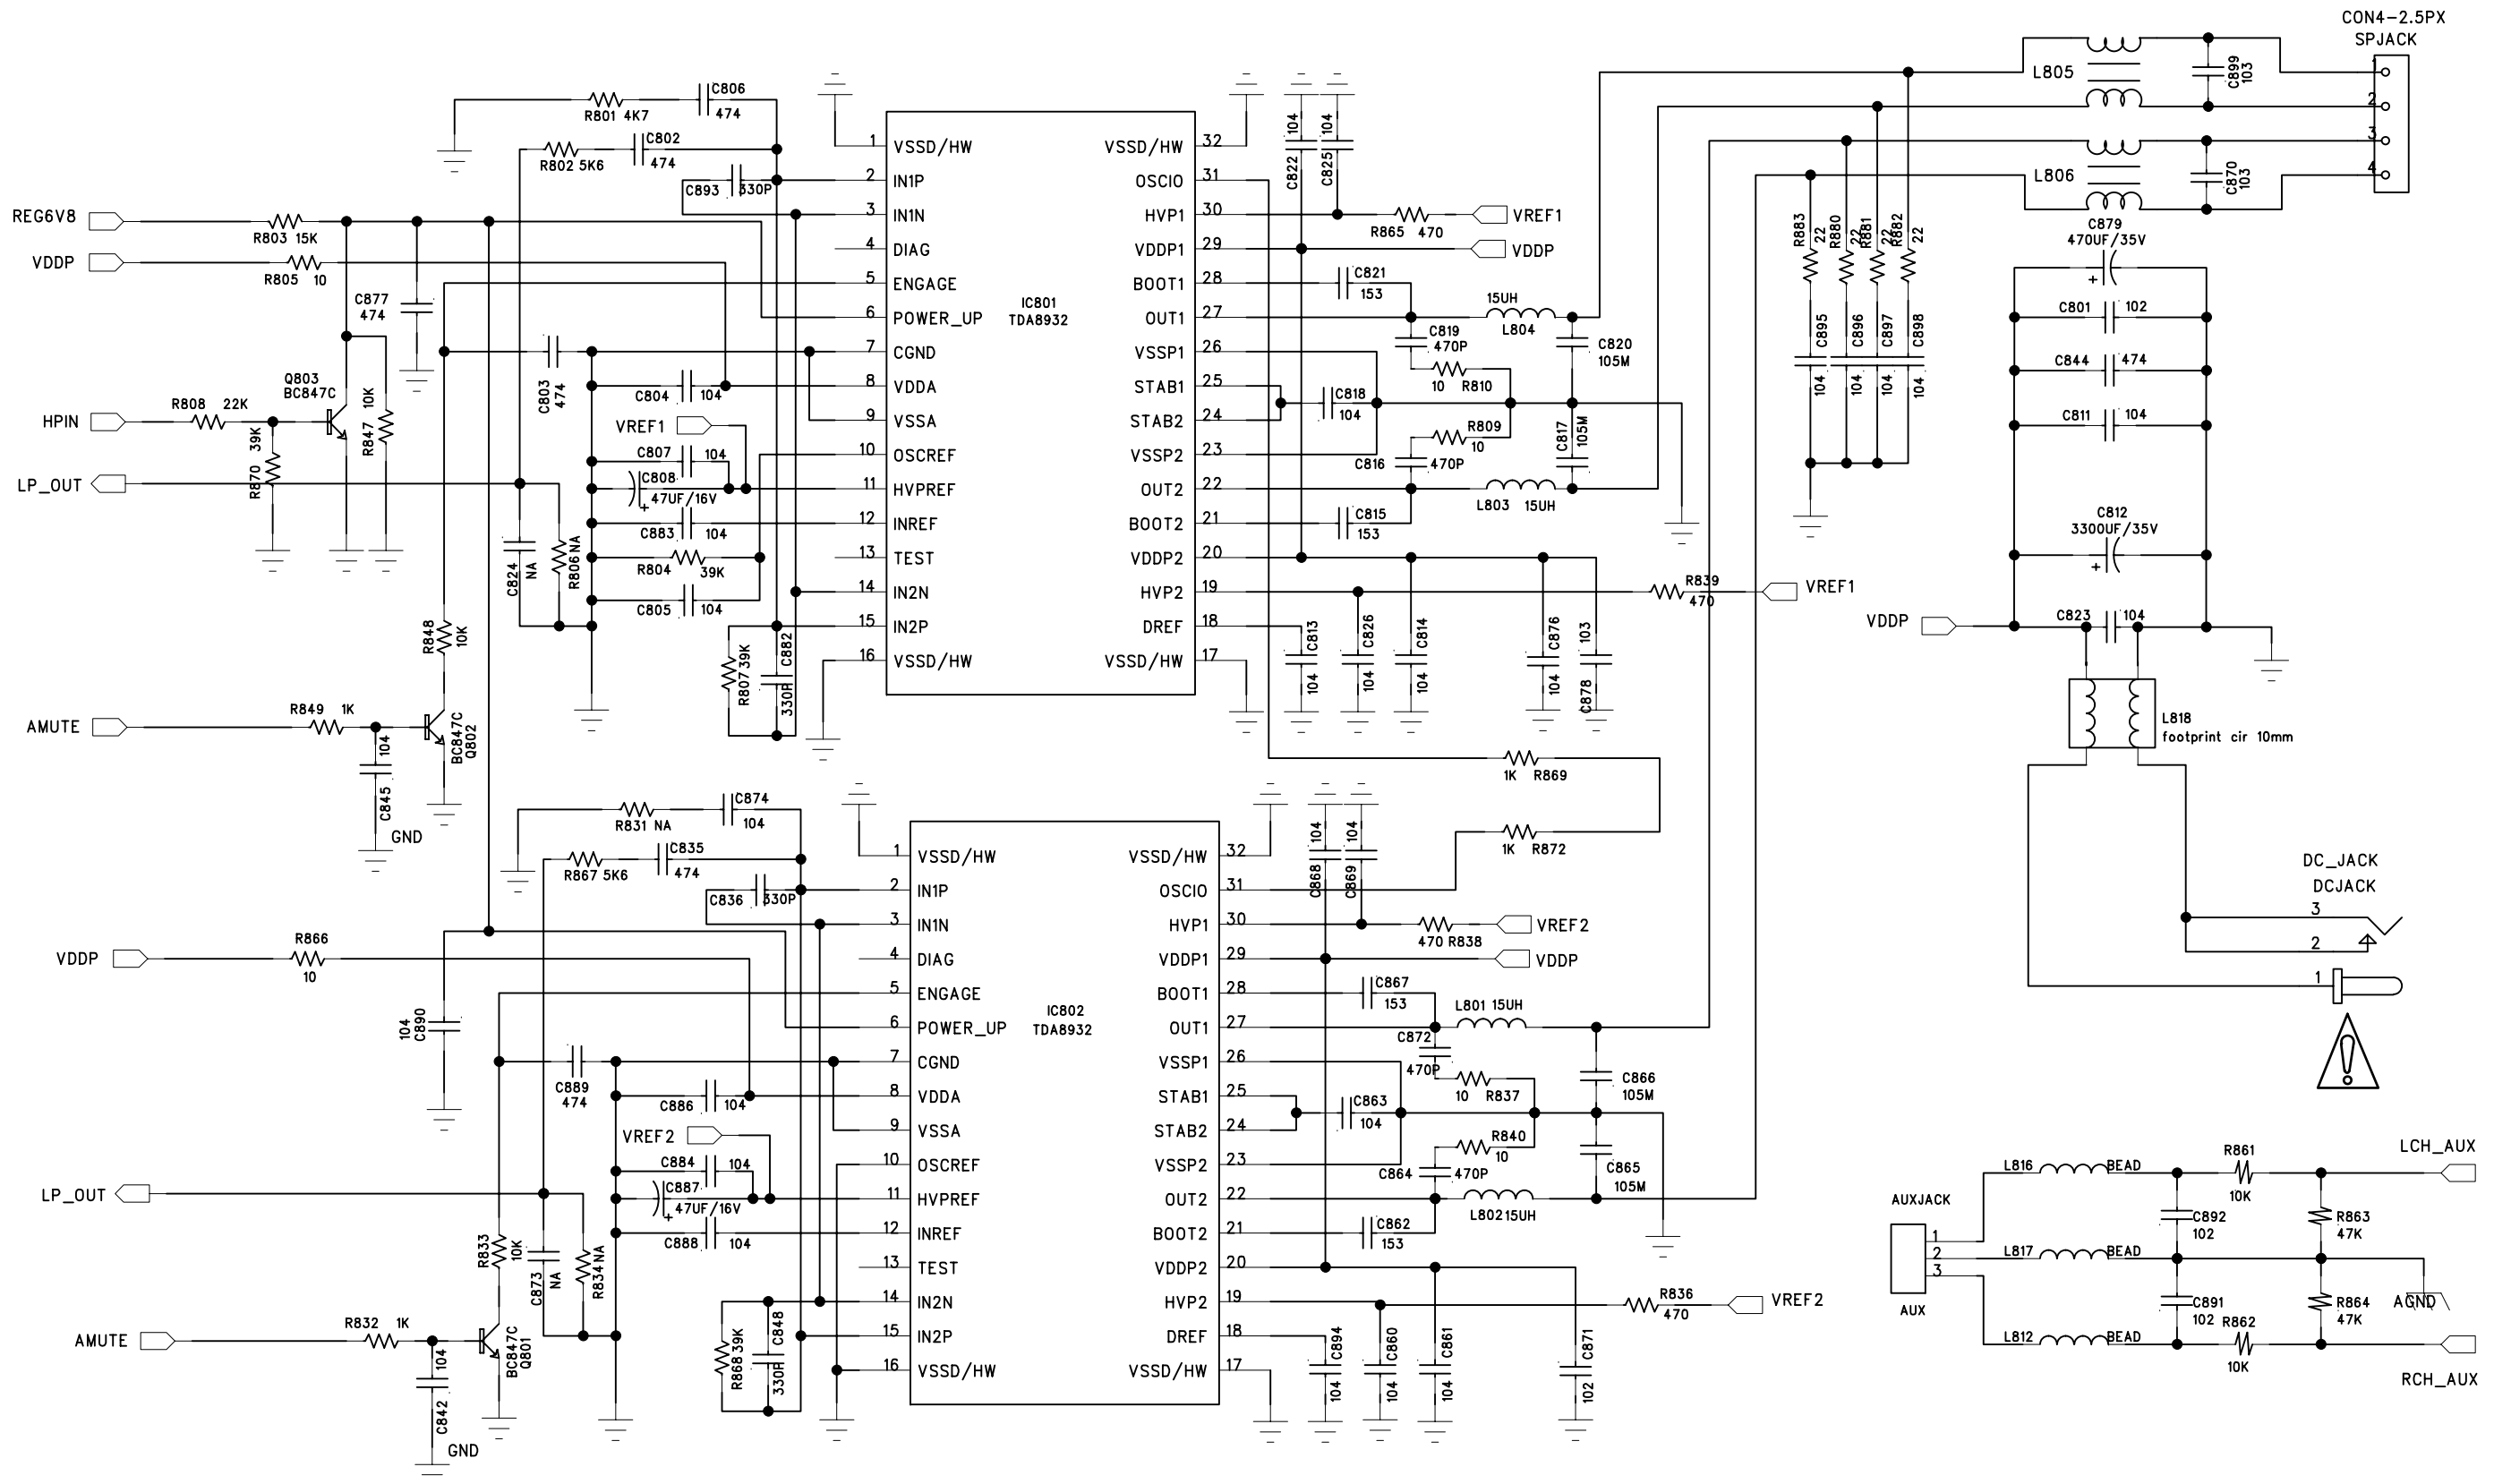 CON4-2.5PX
SPJACK
L805
C899
103
1
2
3
4
L806
C870
103
C806
R801 4K7
474
C802
R802 5K6
474
C893
330P
REG6V8
R803 15K
VDDP
R805 10
C877
474
Q803
BC847C
HPIN
R808 22K
39K
R870
R847 10K
LP_OUT
C803
474
C804
104
VREF1
C807
104
C808
47UF/16V
+
C883
104
R804
39K
C805
104
C824
NA
R806 NA
R848
10K
R807 39K
C882
330P
AMUTE
R849 1K
104
C845
GND
BC847C
Q802
1
2
3
4
5
6
7
8
9
10
11
12
13
14
15
16
VSSD/HW
IN1P
IN1N
DIAG
ENGAGE
POWER_UP
CGND
VDDA
VSSA
OSCREF
HVPREF
INREF
TEST
IN2N
IN2P
VSSD/HW
IC801
TDA8932
VSSD/HW
OSCIO
HVP1
VDDP1
BOOT1
OUT1
VSSP1
STAB1
STAB2
VSSP2
OUT2
BOOT2
VDDP2
HVP2
DREF
VSSD/HW
32
31
30
29
28
27
26
25
24
23
22
21
20
19
18
17
104
C822
104
C825
R865 470
VREF1
VDDP
C821
153
15UH
L804
C819
470P
10 R810
C820
105M
C818
104
R809
10
C817
105M
C816
470P
L803 15UH
C815
153
R839
470
VREF1
C813
104
C826
104
C814
104
C876
104
103
C878
1K R869
1K R872
R883
22
R880
22
R881
22
R882
22
C895
104
C896
104
C897
104
C898
104
C879
470UF/35V
+
C801
102
C844
474
C811
104
C812
3300UF/35V
+
VDDP
C823
104
L818
footprint cir 10mm
DC_JACK
DCJACK
3
2
1
C874
R831 NA
104
C835
R867 5K6
474
C836
330P
VDDP
R866
10
104
C890
C889
474
C886
104
VREF2
C884
104
C887
47UF/16V
+
C888
104
LP_OUT
R833
10K
C873
NA
R834 NA
R868 39K
C848
330P
AMUTE
R832 1K
104
C842
GND
BC847C
Q801
1
2
3
4
5
6
7
8
9
10
11
12
13
14
15
16
VSSD/HW
IN1P
IN1N
DIAG
ENGAGE
POWER_UP
CGND
VDDA
VSSA
OSCREF
HVPREF
INREF
TEST
IN2N
IN2P
VSSD/HW
IC802
TDA8932
VSSD/HW
OSCIO
HVP1
VDDP1
BOOT1
OUT1
VSSP1
STAB1
STAB2
VSSP2
OUT2
BOOT2
VDDP2
HVP2
DREF
VSSD/HW
32
31
30
29
28
27
26
25
24
23
22
21
20
19
18
17
104
C868
104
C869
470 R838
VREF2
VDDP
C867
153
L801 15UH
C872
470P
10 R837
C866
105M
C863
104
R840
10
C864
470P
C865
105M
L802 15UH
C862
153
R836
470
VREF2
C894
104
C860
104
C861
104
C871
102
LCH_AUX
L816
BEAD
R861
10K
AUXJACK
1
2
3
AUX
C892
102
R863
47K
L817
BEAD
C891
102
R864
47K
AGND
L812
BEAD
R862
10K
RCH_AUX